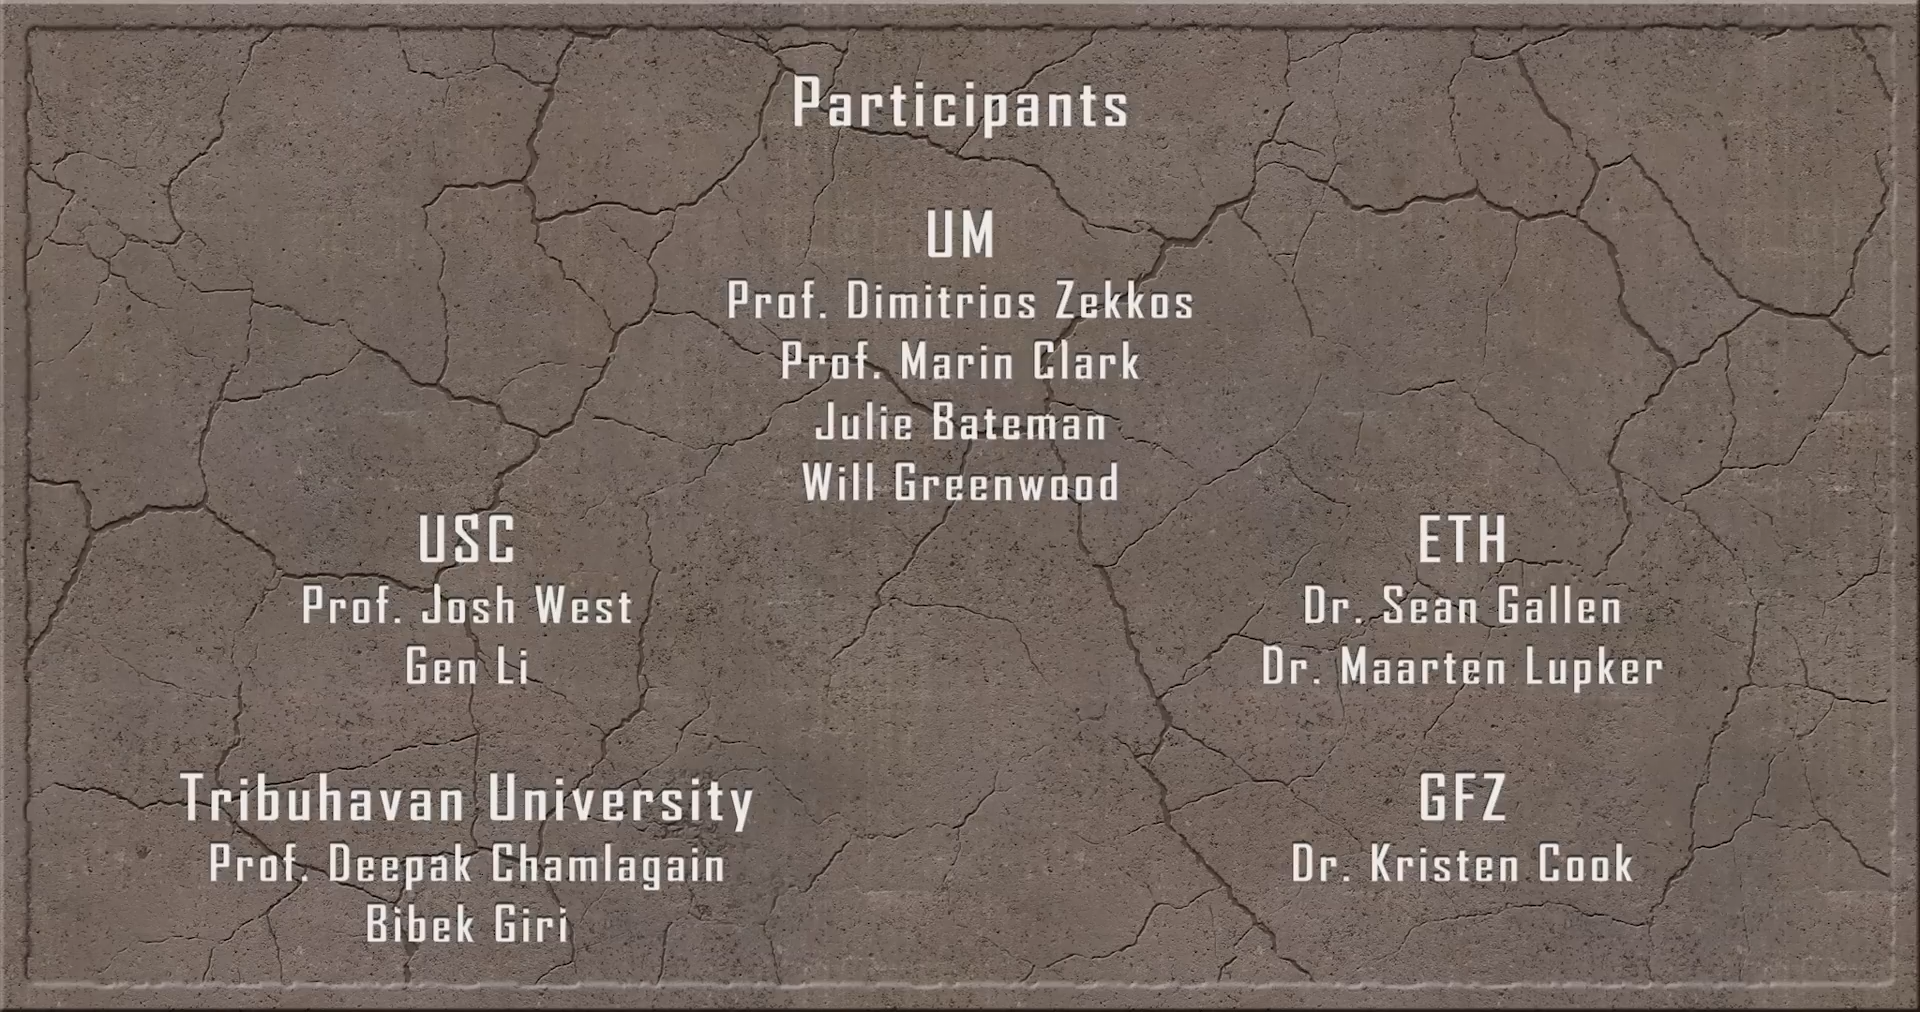 Participants
UM
Prof. Dimitrios Zekkos
Prof. Marin Clark
Julie Bateman
Will Greenwood
USC
Prof. Josh West
Gen Li
ETH
Dr. Sean Gallen
Dr. Maarten Lupker
Tribuhavan University
Prof. Deepak Chamlagain
Bibek Giri
GFZ
Dr. Kristen Cook